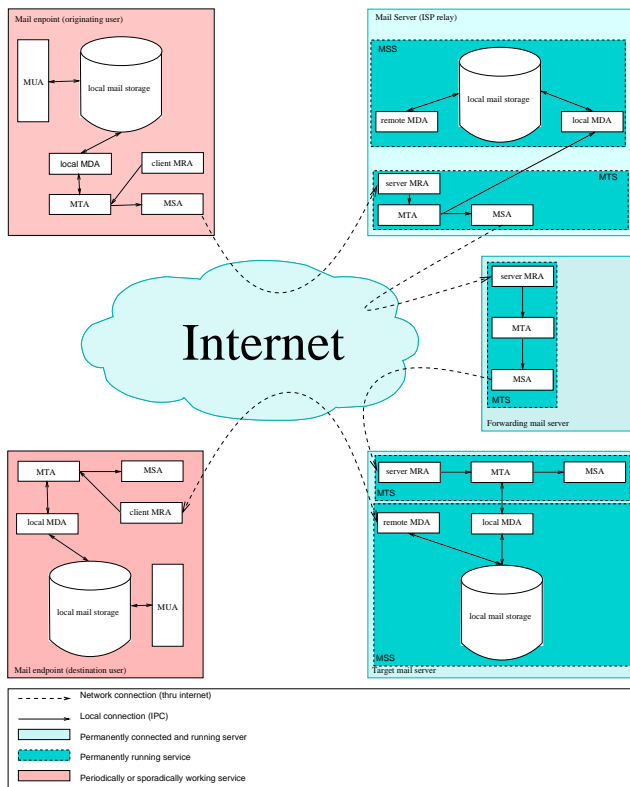 Mail enpoint (originating user)
MUA
local mail storage
local MDA
client MRA
MTA
MSA
Mail Server (ISP relay)
MSS
local mail storage
remote MDA
local MDA
MTS
server MRA
MTA
MSA
Internet
server MRA
MTA
MSA
MTS
Forwarding mail server
MTA
MSA
client MRA
local MDA
local mail storage
MUA
Mail endpoint (destination user)
server MRA
MTA
MSA
MTS
remote MDA
local MDA
local mail storage
MSS
Target mail server
Network connection (thru internet)
Local connection (IPC)
Permanently connected and running server
Permanently running service
Periodically or sporadically working service